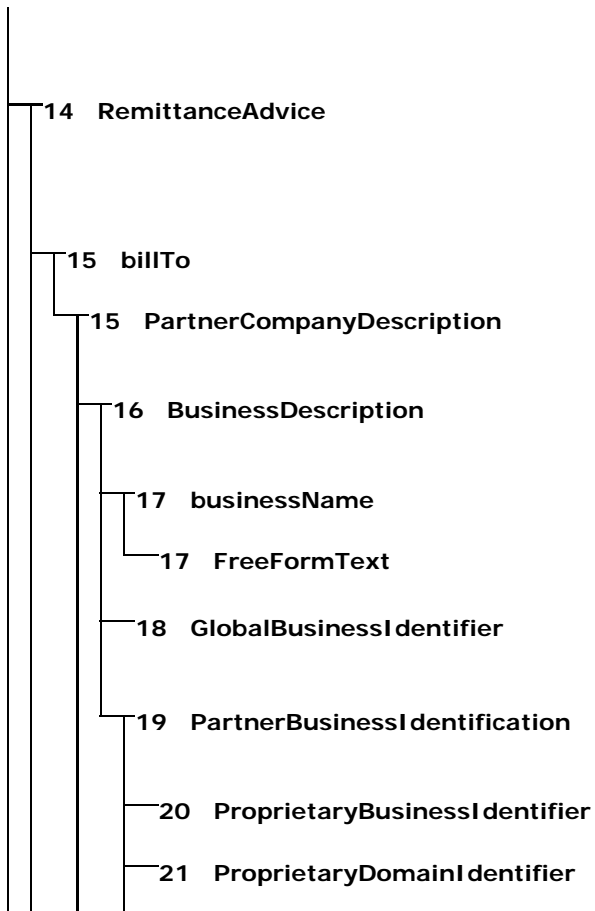 14 RemittanceAdvice
15 billTo
15 PartnerCompanyDescription
16 BusinessDescription
17 businessName
17 FreeFormText
18 GlobalBusinessIdentifier
19 PartnerBusinessIdentification
20 ProprietaryBusinessIdentifier
21 ProprietaryDomainIdentifier